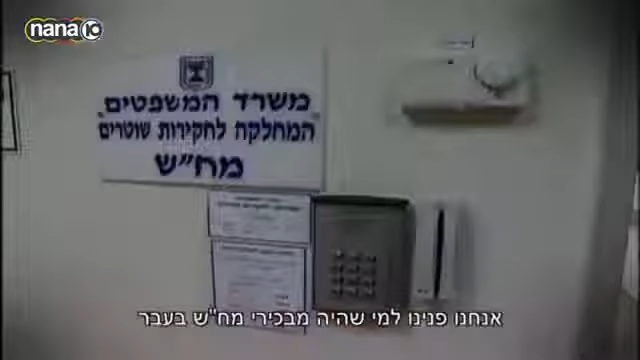 nana10
משרד המשפטים
"המחלקה לחקירות שוטרים"
מח"ש
אנחנו פנינו למי שהיה מבכירי מח"ש בעבר